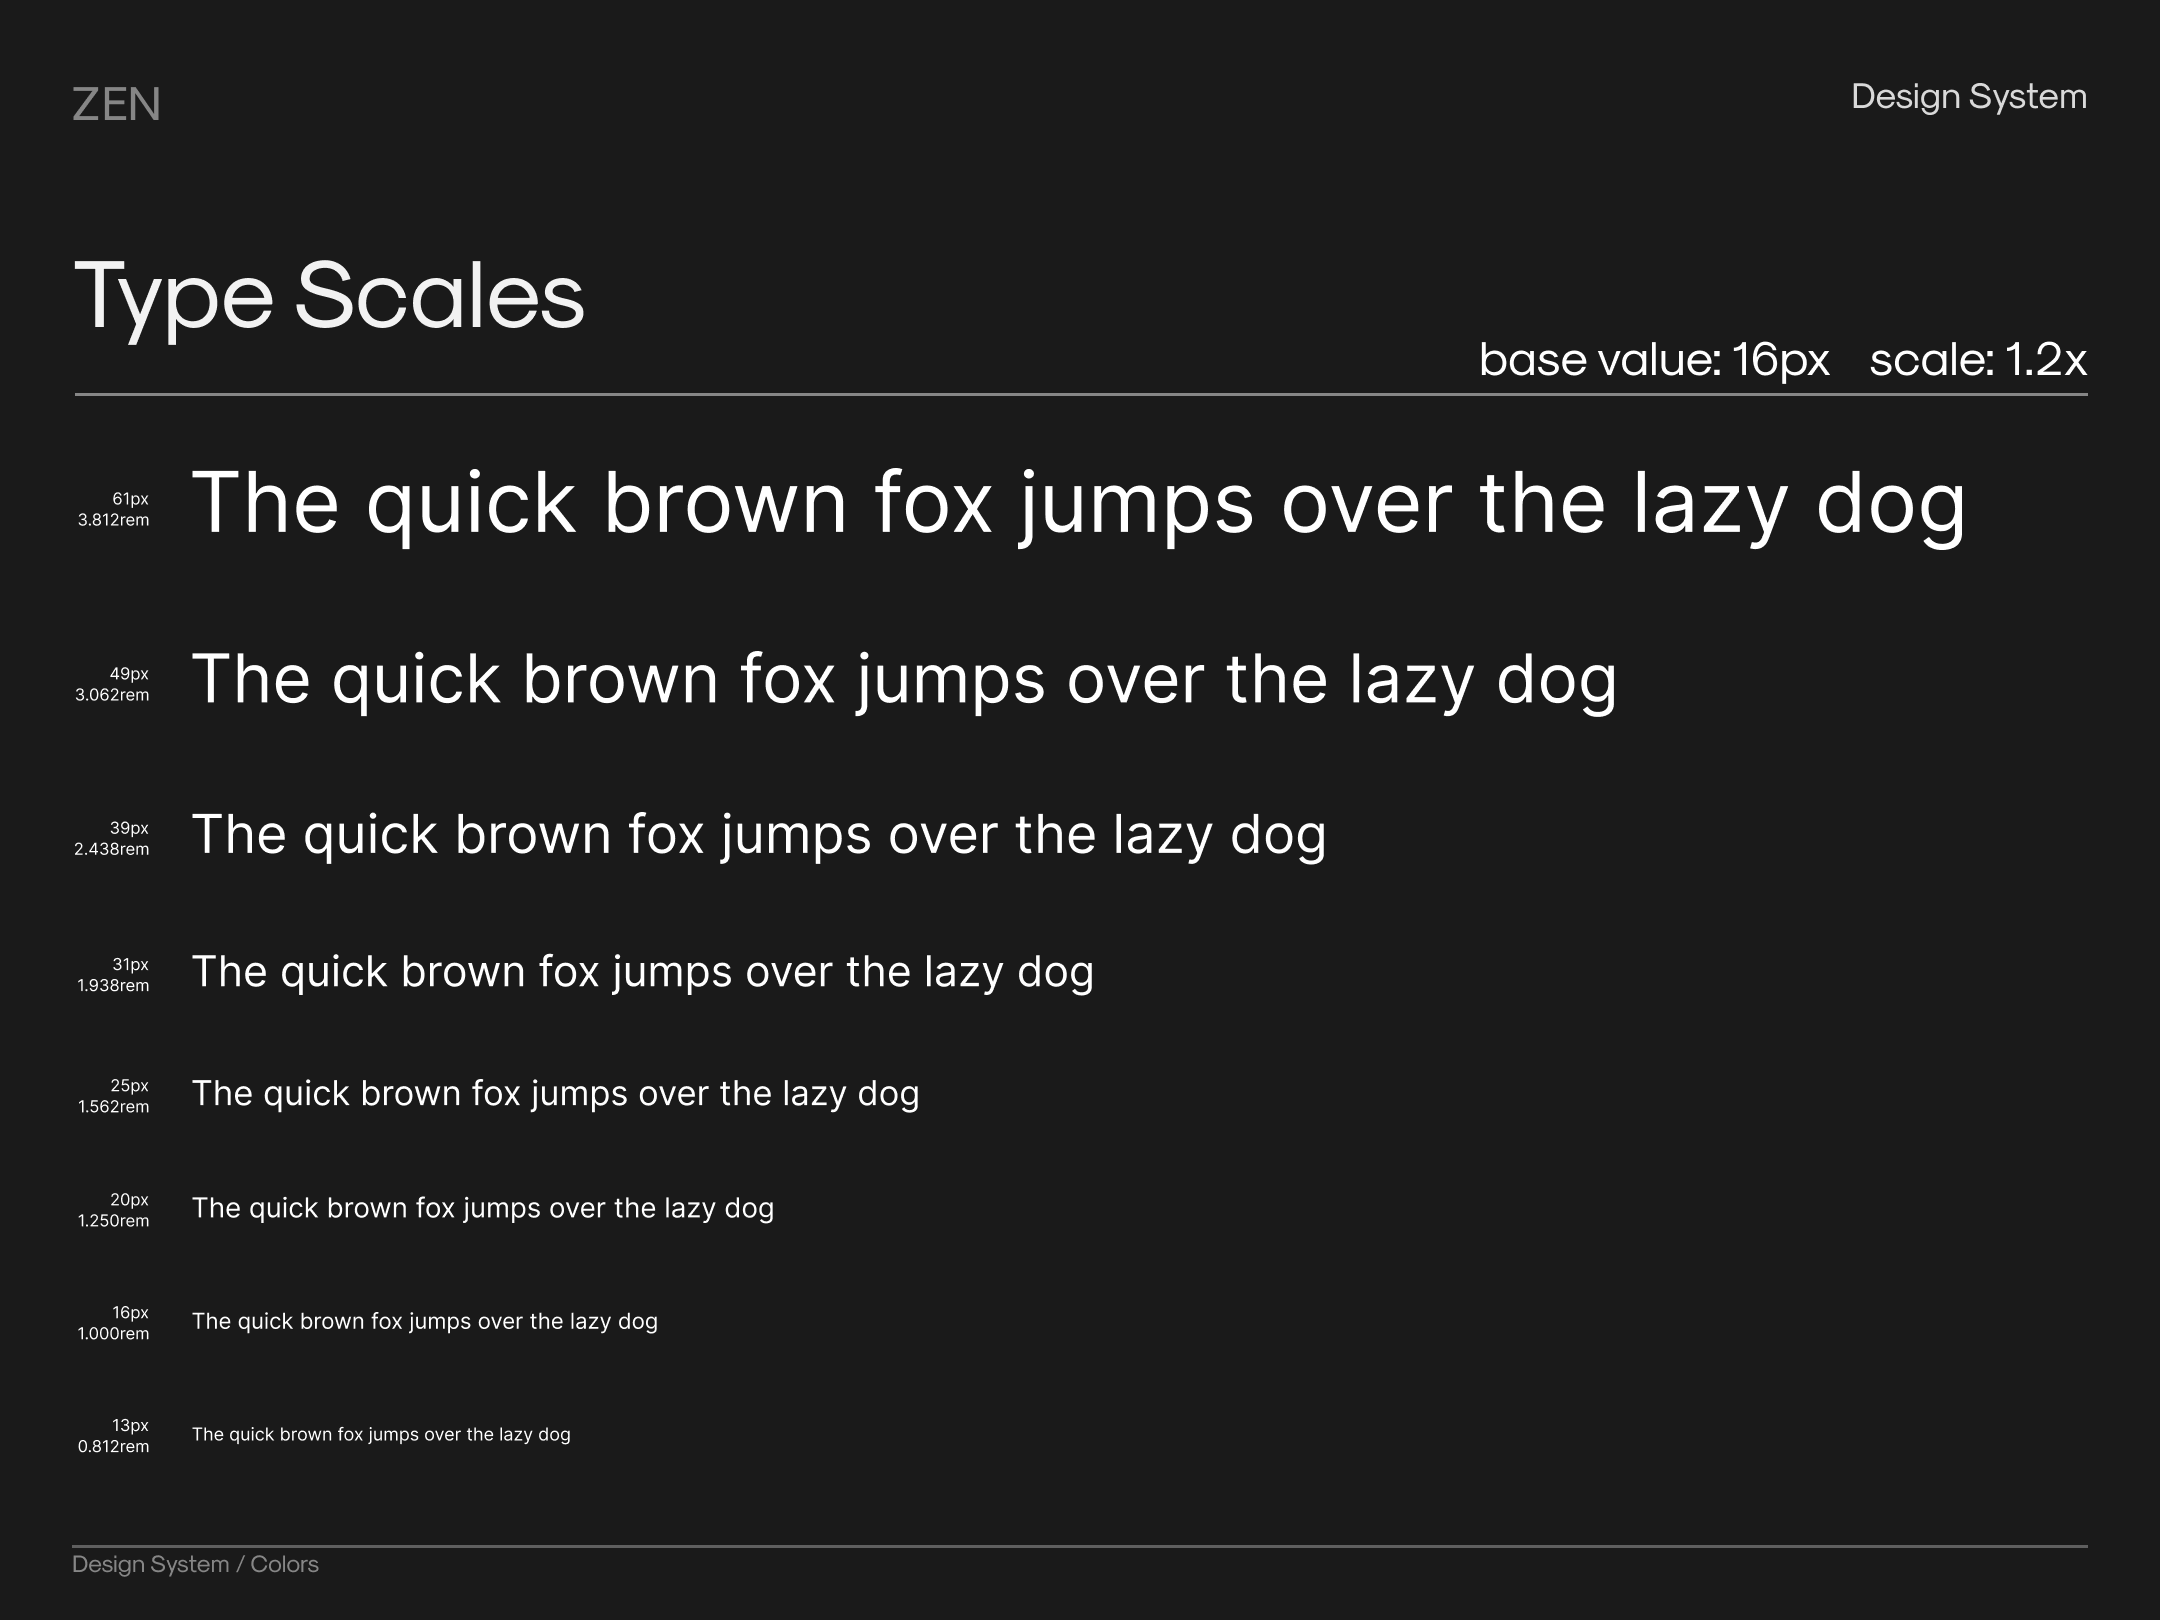 ZEN
Design System
Type Scales
base value: 16px scale: 1.2x
61px
3.812rem
The quick brown fox jumps over the lazy dog
49px
3.062rem
The quick brown fox jumps over the lazy dog
39px
2.438rem
The quick brown fox jumps over the lazy dog
31px
1.938rem
The quick brown fox jumps over the lazy dog
25px
1.562rem
The quick brown fox jumps over the lazy dog
20px
1.250rem
The quick brown fox jumps over the lazy dog
16px
1.000rem
The quick brown fox jumps over the lazy dog
13px
0.812rem
The quick brown fox jumps over the lazy dog
Design System / Colors